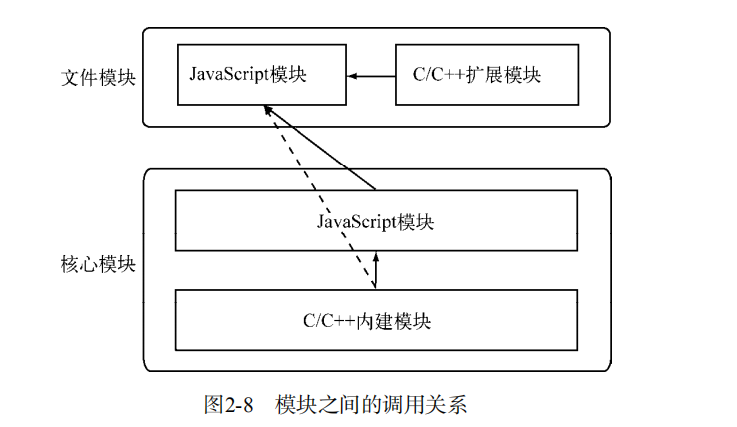 文件模块
JavaScript模块
C/C++扩展模块
核心模块
JavaScript模块
C/C++内建模块
图2-8 模块之间的调用关系